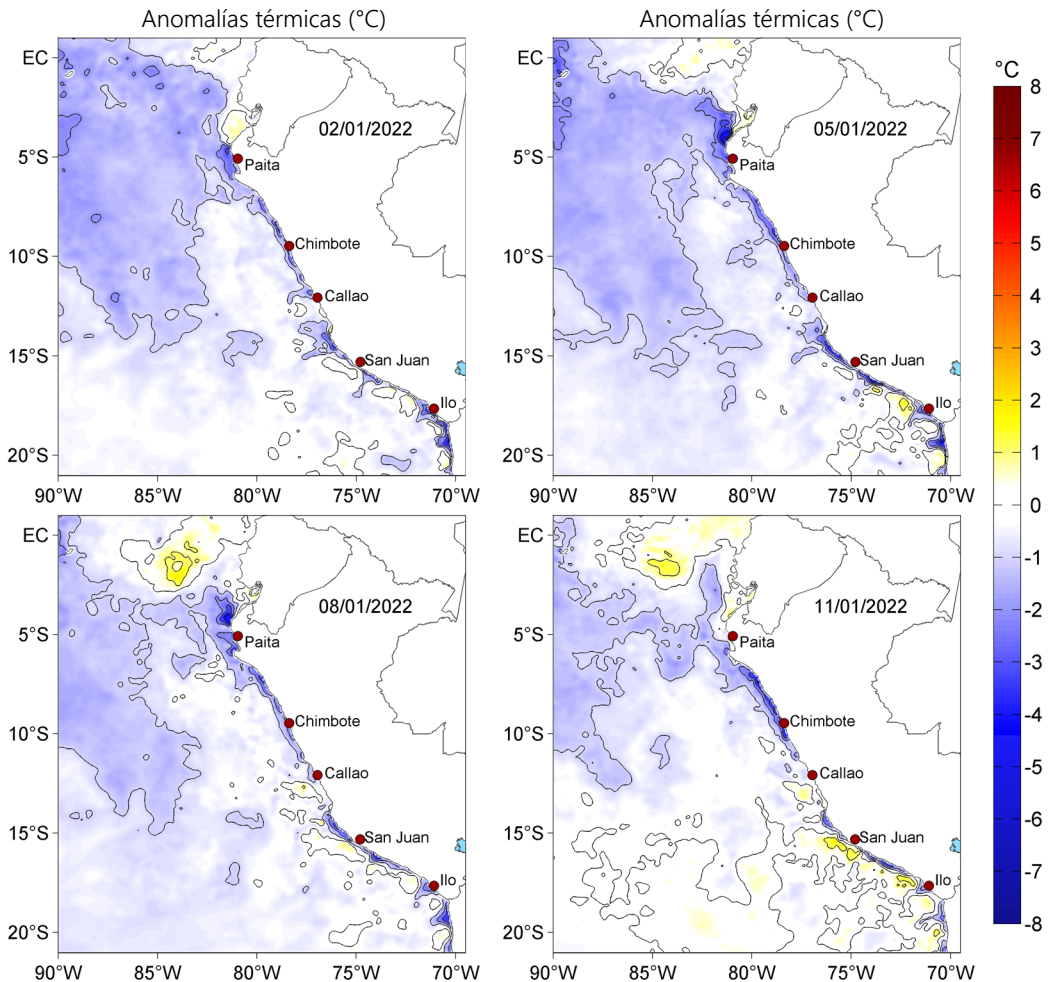 Anomalías térmicas (°C)
Anomalías térmicas (°C)
EC
5°S
10°S
15°S
20°S
90°W
85°W
80°W
75°W
70°W
02/01/2022
Paita
Chimbote
Callao
San Juan
Ilo
EC
5°S
10°S
15°S
20°S
90°W
85°W
80°W
75°W
70°W
05/01/2022
Paita
Chimbote
Callao
San Juan
Ilo
°C
8
7
6
5
4
3
2
1
0
-1
-2
-3
-4
-5
-6
-7
-8
EC
5°S
10°S
15°S
20°S
90°W
85°W
80°W
75°W
70°W
08/01/2022
Paita
Chimbote
Callao
San Juan
Ilo
EC
5°S
10°S
15°S
20°S
90°W
85°W
80°W
75°W
70°W
11/01/2022
Paita
Chimbote
Callao
San Juan
Ilo